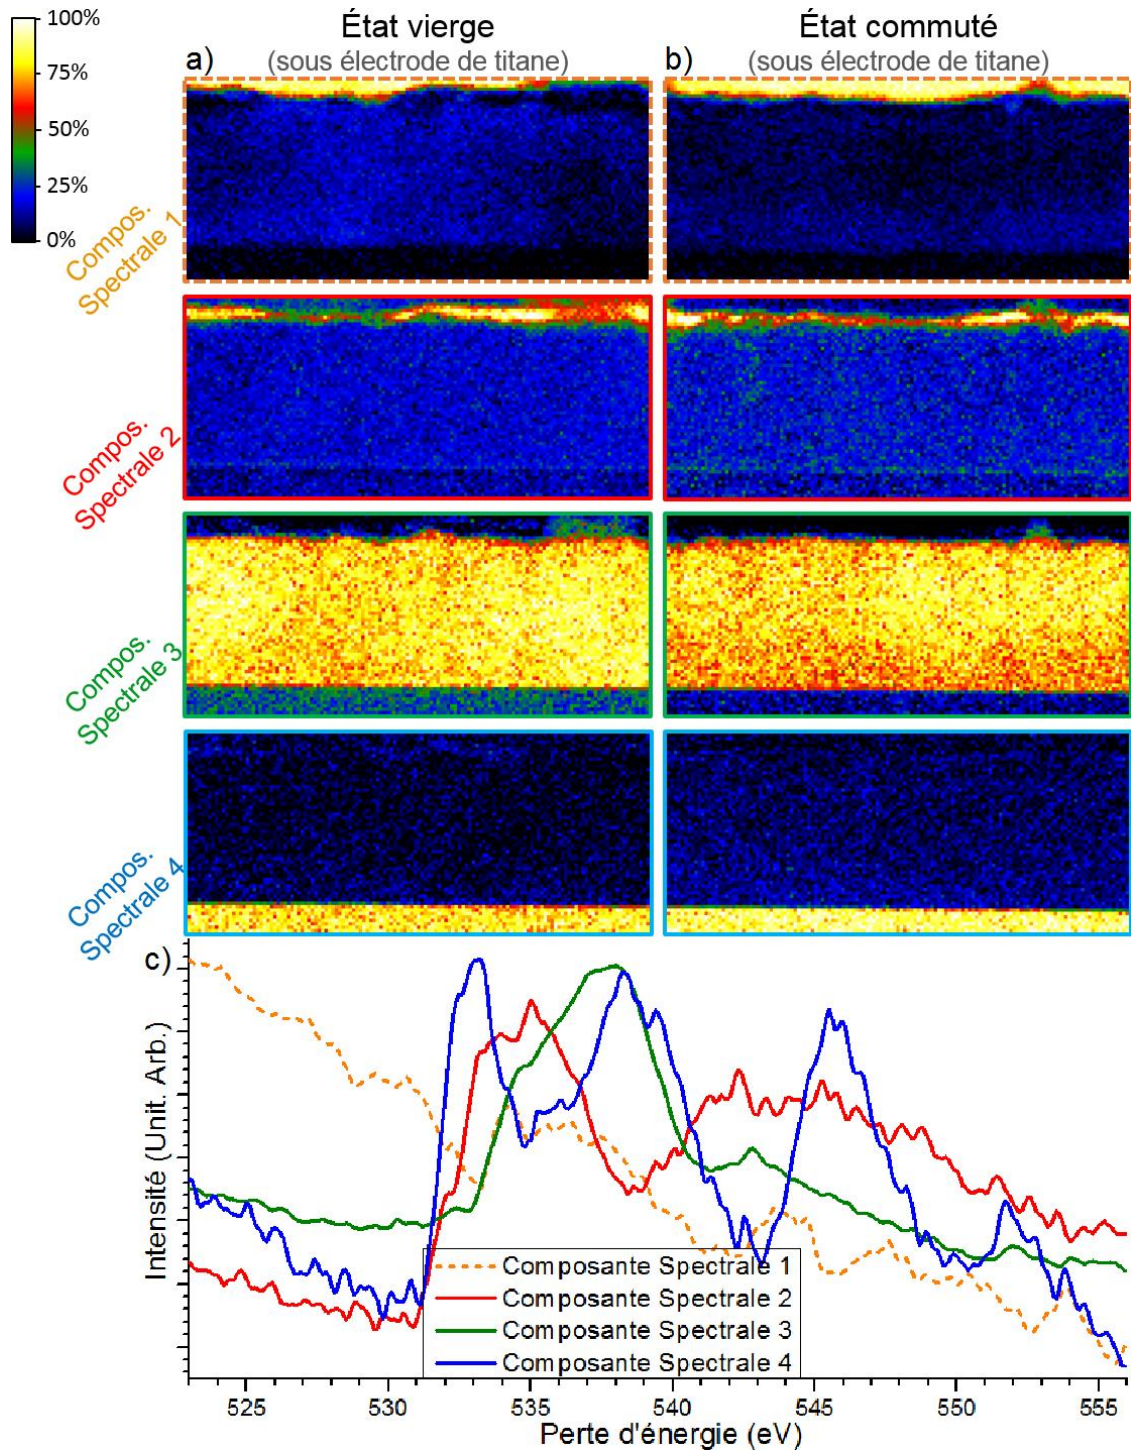 100%
75%
50%
25%
0%
État vierge
(sous électrode de titane)
État commuté
(sous électrode de titane)
a)
b)
Compos.
Spectrale 1
Compos.
Spectrale 2
Compos.
Spectrale 3
Compos.
Spectrale 4
c)
Intensité (Unit. Arb.)
Composante Spectrale 1
Composante Spectrale 2
Composante Spectrale 3
Composante Spectrale 4
525 530 535 540 545 550 555
Perte d'énergie (eV)